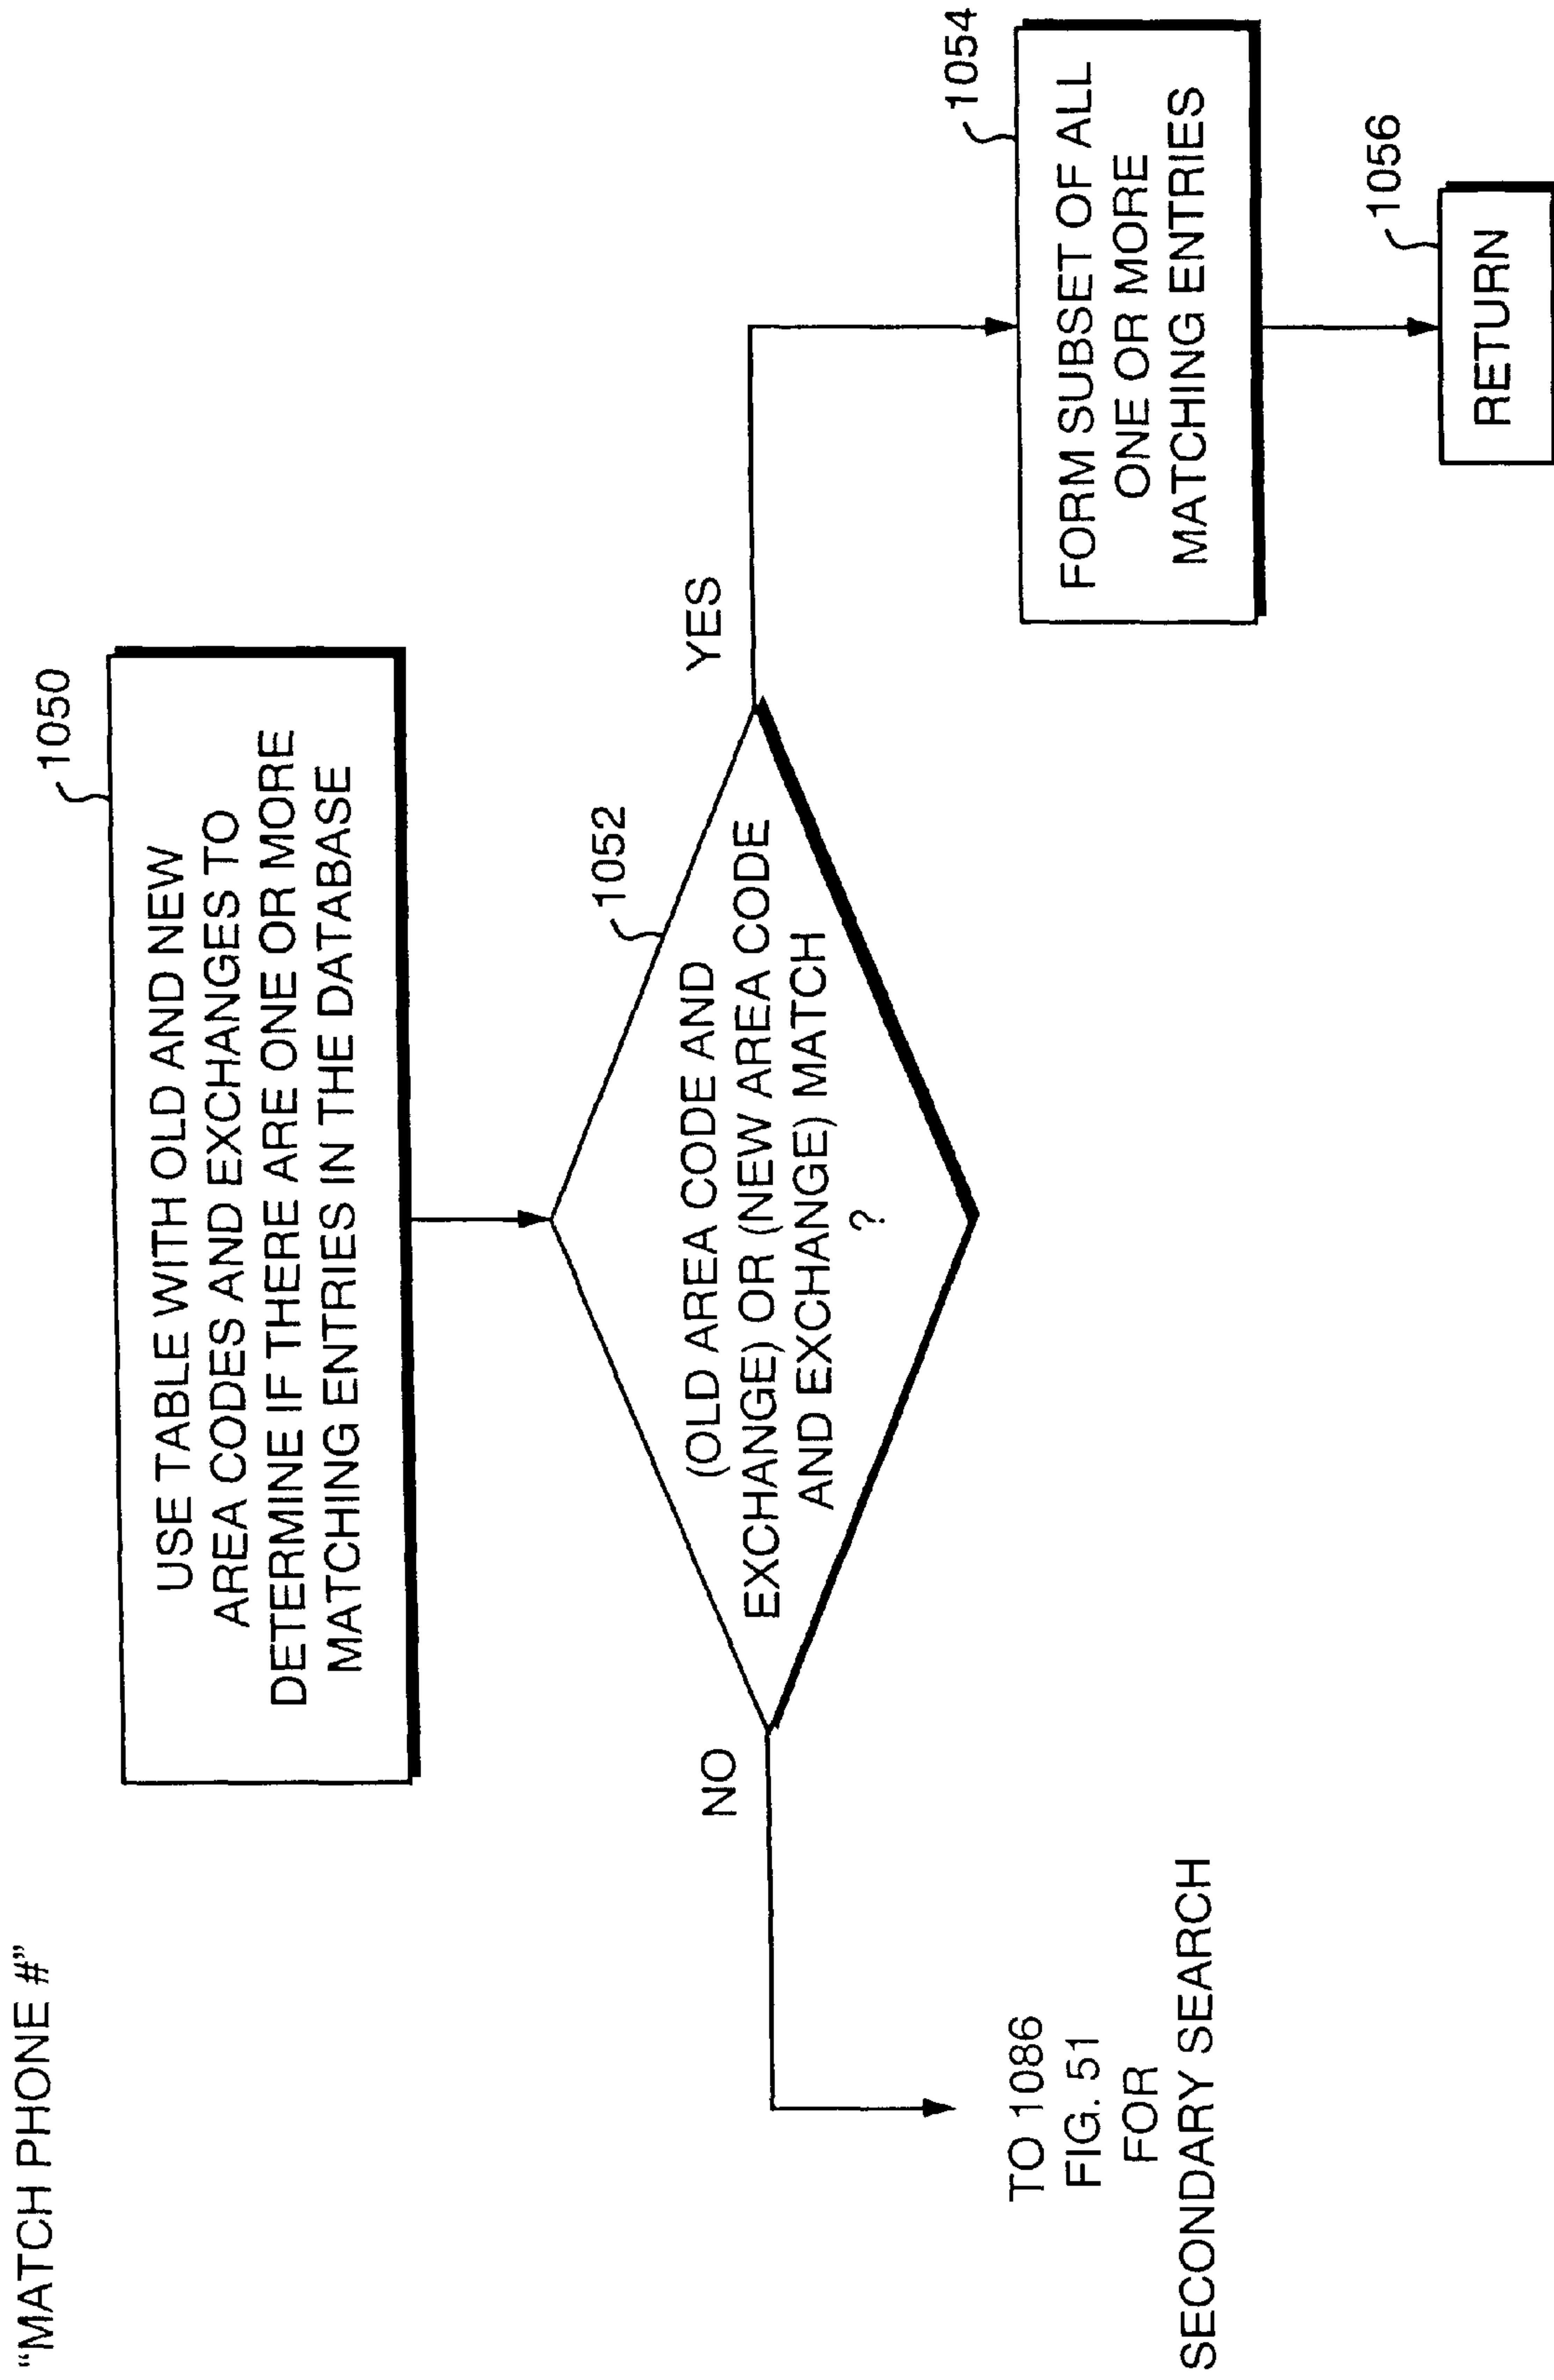 “MATCH PHONE #”
1050
USE TABLE WITH OLD AND NEW
AREA CODES AND EXCHANGES TO
DETERMINE IF THERE ARE ONE OR MORE
MATCHING ENTRIES IN THE DATABASE
1052
(OLD AREA CODE AND
EXCHANGE) OR (NEW AREA CODE
AND EXCHANGE) MATCH
?
NO
YES
TO 1086
FIG. 51
FOR
SECONDARY SEARCH
1054
FORM SUBSET OF ALL
ONE OR MORE
MATCHING ENTRIES
1056
RETURN